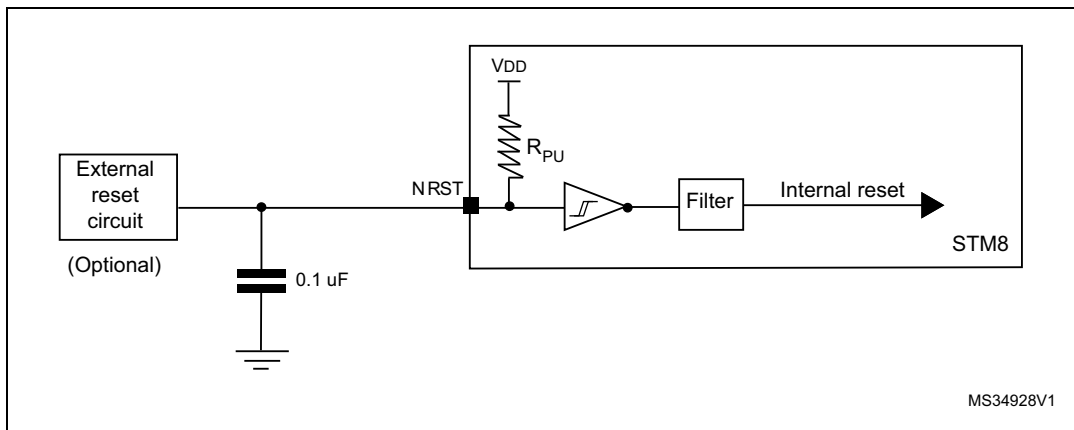 VDD
RPU
External
reset
circuit
(Optional)
NRST
Filter
Internal reset
STM8
0.1 uF
MS34928V1